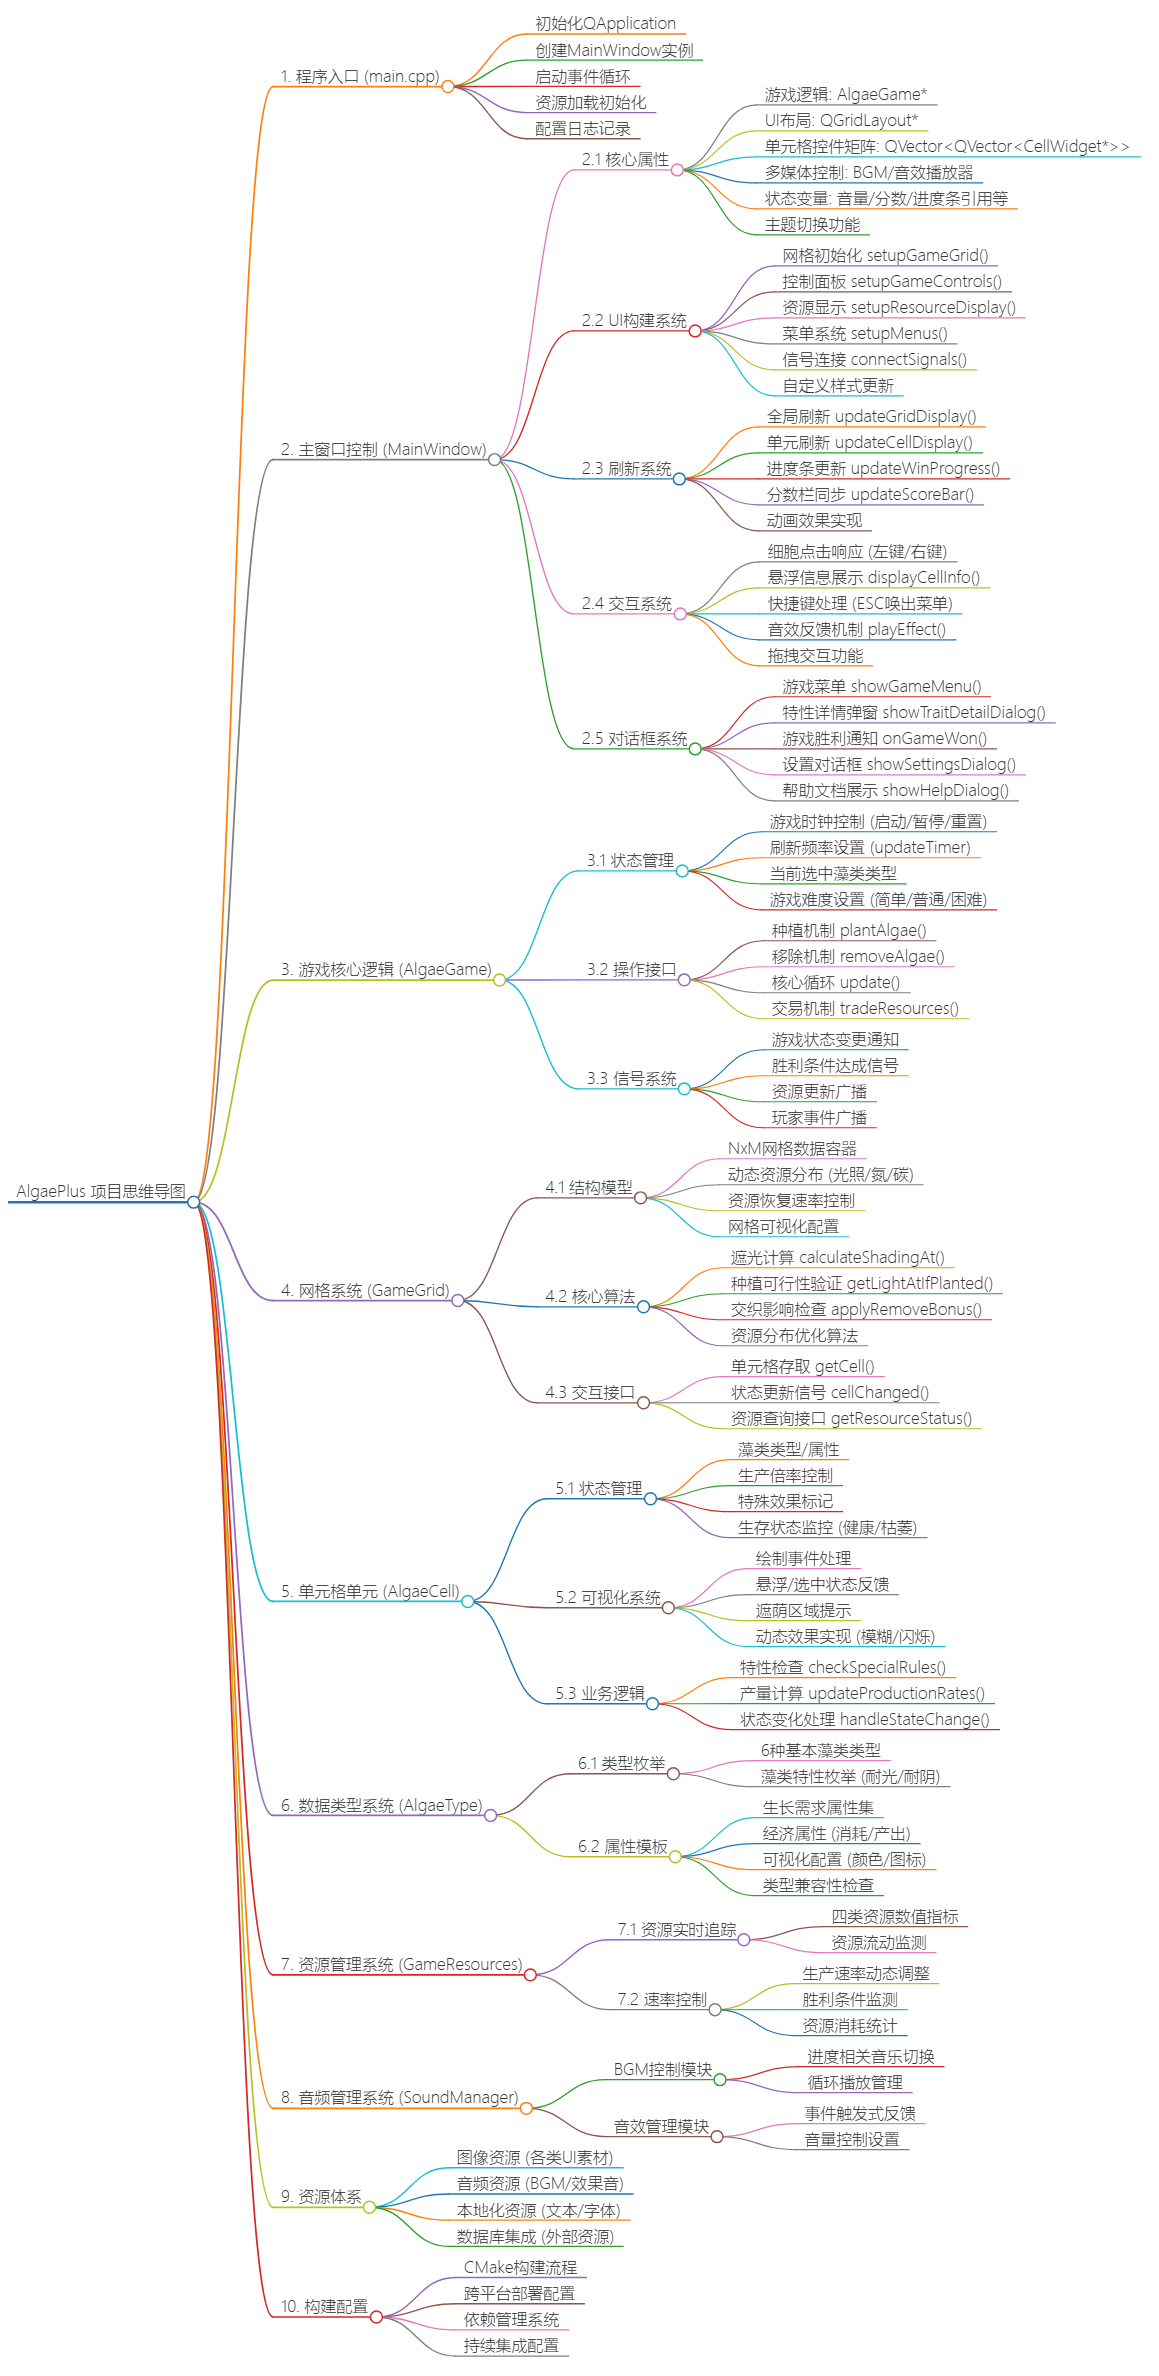 AlgaePlus 项目思维导图
1. 程序入口 (main.cpp)
初始化QApplication
创建MainWindow实例
启动事件循环
资源加载初始化
配置日志记录
2. 主窗口控制 (MainWindow)
2.1 核心属性
游戏逻辑: AlgaeGame*
UI布局: QGridLayout*
单元格控件矩阵: QVector<QVector<CellWidget*>>
多媒体控制: BGM/音效播放器
状态变量: 音量/分数/进度条引用等
主题切换功能
2.2 UI构建系统
网格初始化 setupGameGrid()
控制面板 setupGameControls()
资源显示 setupResourceDisplay()
菜单系统 setupMenus()
信号连接 connectSignals()
自定义样式更新
2.3 刷新系统
全局刷新 updateGridDisplay()
单元刷新 updateCellDisplay()
进度条更新 updateWinProgress()
分数栏同步 updateScoreBar()
动画效果实现
2.4 交互系统
细胞点击响应 (左键/右键)
悬浮信息展示 displayCellInfo()
快捷键处理 (ESC唤出菜单)
音效反馈机制 playEffect()
拖拽交互功能
2.5 对话框系统
游戏菜单 showGameMenu()
特性详情弹窗 showTraitDetailDialog()
游戏胜利通知 onGameWon()
设置对话框 showSettingsDialog()
帮助文档展示 showHelpDialog()
3. 游戏核心逻辑 (AlgaeGame)
3.1 状态管理
游戏时钟控制 (启动/暂停/重置)
刷新频率设置 (updateTimer)
当前选中藻类类型
游戏难度设置 (简单/普通/困难)
3.2 操作接口
种植机制 plantAlgae()
移除机制 removeAlgae()
核心循环 update()
交易机制 tradeResources()
3.3 信号系统
游戏状态变更通知
胜利条件达成信号
资源更新广播
玩家事件广播
4. 网格系统 (GameGrid)
4.1 结构模型
NxM网格数据容器
动态资源分布 (光照/氮/碳)
资源恢复速率控制
网格可视化配置
4.2 核心算法
遮光计算 calculateShadingAt()
种植可行性验证 getLightAtIfPlanted()
交织影响检查 applyRemoveBonus()
资源分布优化算法
4.3 交互接口
单元格存取 getCell()
状态更新信号 cellChanged()
资源查询接口 getResourceStatus()
5. 单元格单元 (AlgaeCell)
5.1 状态管理
藻类类型/属性
生产倍率控制
特殊效果标记
生存状态监控 (健康/枯萎)
5.2 可视化系统
绘制事件处理
悬浮/选中状态反馈
遮荫区域提示
动态效果实现 (模糊/闪烁)
5.3 业务逻辑
特性检查 checkSpecialRules()
产量计算 updateProductionRates()
状态变化处理 handleStateChange()
6. 数据类型系统 (AlgaeType)
6.1 类型枚举
6种基本藻类类型
藻类特性枚举 (耐光/耐阴)
6.2 属性模板
生长需求属性集
经济属性 (消耗/产出)
可视化配置 (颜色/图标)
类型兼容性检查
7. 资源管理系统 (GameResources)
7.1 资源实时追踪
四类资源数值指标
资源流动监测
7.2 速率控制
生产速率动态调整
胜利条件监测
资源消耗统计
8. 音频管理系统 (SoundManager)
BGM控制模块
进度相关音乐切换
循环播放管理
音效管理模块
事件触发式反馈
音量控制设置
9. 资源体系
图像资源 (各类UI素材)
音频资源 (BGM/效果音)
本地化资源 (文本/字体)
数据库集成 (外部资源)
10. 构建配置
CMake构建流程
跨平台部署配置
依赖管理系统
持续集成配置